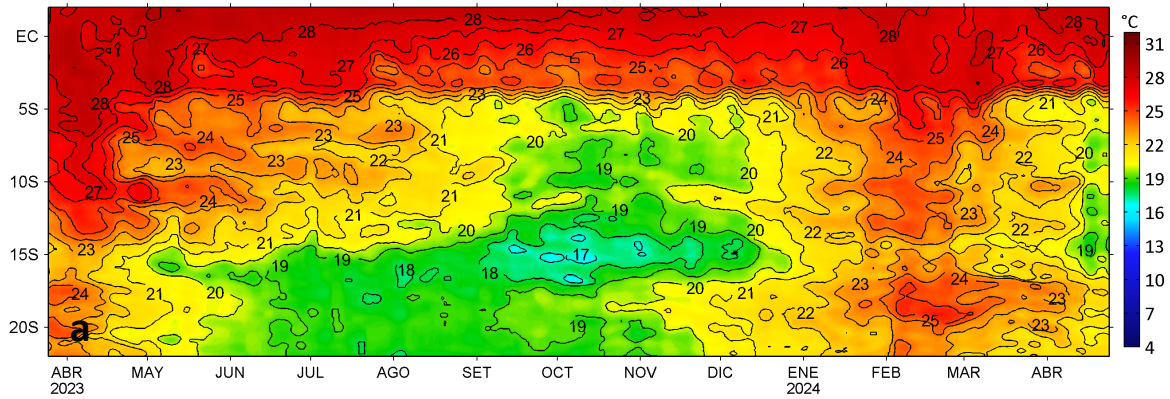 °C
28 28 28 28
EC 27 27 26 26 25 26 27 26
27
28
28 25 25 23 23 24 21
5S
25 24 23 23 21 20 20 21 25 24
23 22 19 22 24 23 22 20
10S 27 24 21 20
21 19 19 20 22 23 22
23 21 20
15S 19 19 18 18 17 19
24 21 20 20 21 23 24 23
22 25
20S a 19 23
ABR MAY JUN JUL AGO SET OCT NOV DIC ENE FEB MAR ABR
2023 2024
31
28
25
22
19
16
13
10
7
4